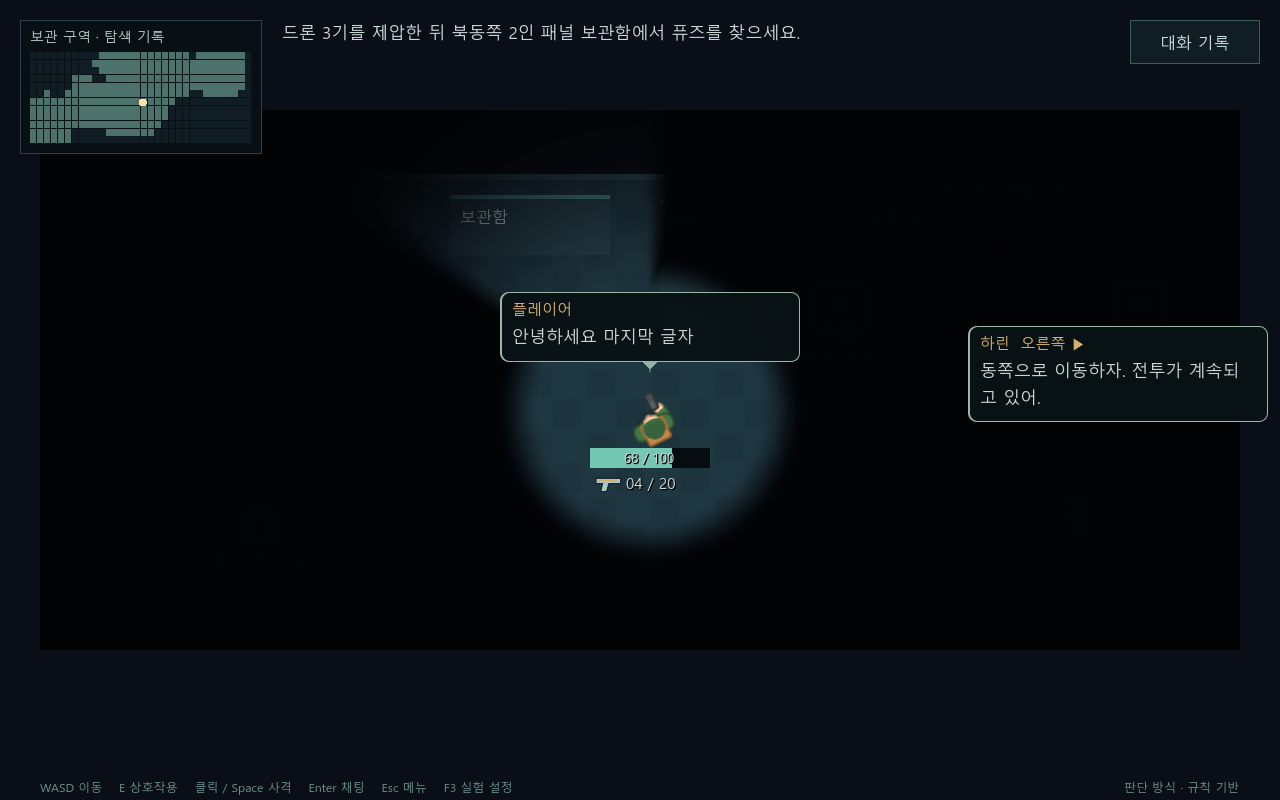 보관 구역 · 탐색 기록
드론 3기를 제압한 뒤 북동쪽 2인 패널 보관함에서 퓨즈를 찾으세요.
대화 기록
보관함
플레이어
안녕하세요 마지막 글자
하린 오른쪽 ▶
동쪽으로 이동하자. 전투가 계속되
고 있어.
68 / 100
04 / 20
WASD 이동 E 상호작용 클릭 / Space 사격 Enter 채팅 Esc 메뉴 F3 실험 설정
판단 방식 · 규칙 기반